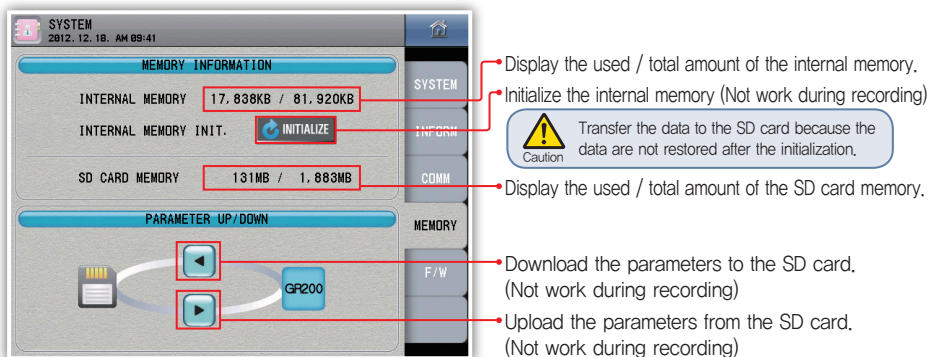 SYSTEM
2012. 12. 18. AM 09:41
MEMORY INFORMATION
INTERNAL MEMORY 17,838KB / 81,920KB
INTERNAL MEMORY INIT. INITIALIZE
SD CARD MEMORY 131MB / 1,883MB
PARAMETER UP/DOWN
GR200
SYSTEM
INFORM
COMM
MEMORY
F/W
Display the used / total amount of the internal memory.
Initialize the internal memory (Not work during recording)
Caution
Transfer the data to the SD card because the
data are not restored after the initialization.
Display the used / total amount of the SD card memory.
Download the parameters to the SD card.
(Not work during recording)
Upload the parameters from the SD card.
(Not work during recording)